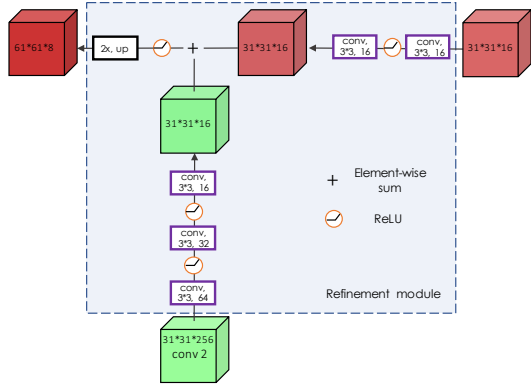 61*61*8
2x, up
+
31*31*16
conv,
3*3, 16
conv,
3*3, 16
31*31*16
31*31*16
conv,
3*3, 16
conv,
3*3, 32
conv,
3*3, 64
+
Element-wise
sum
ReLU
Refinement module
31*31*256
conv 2